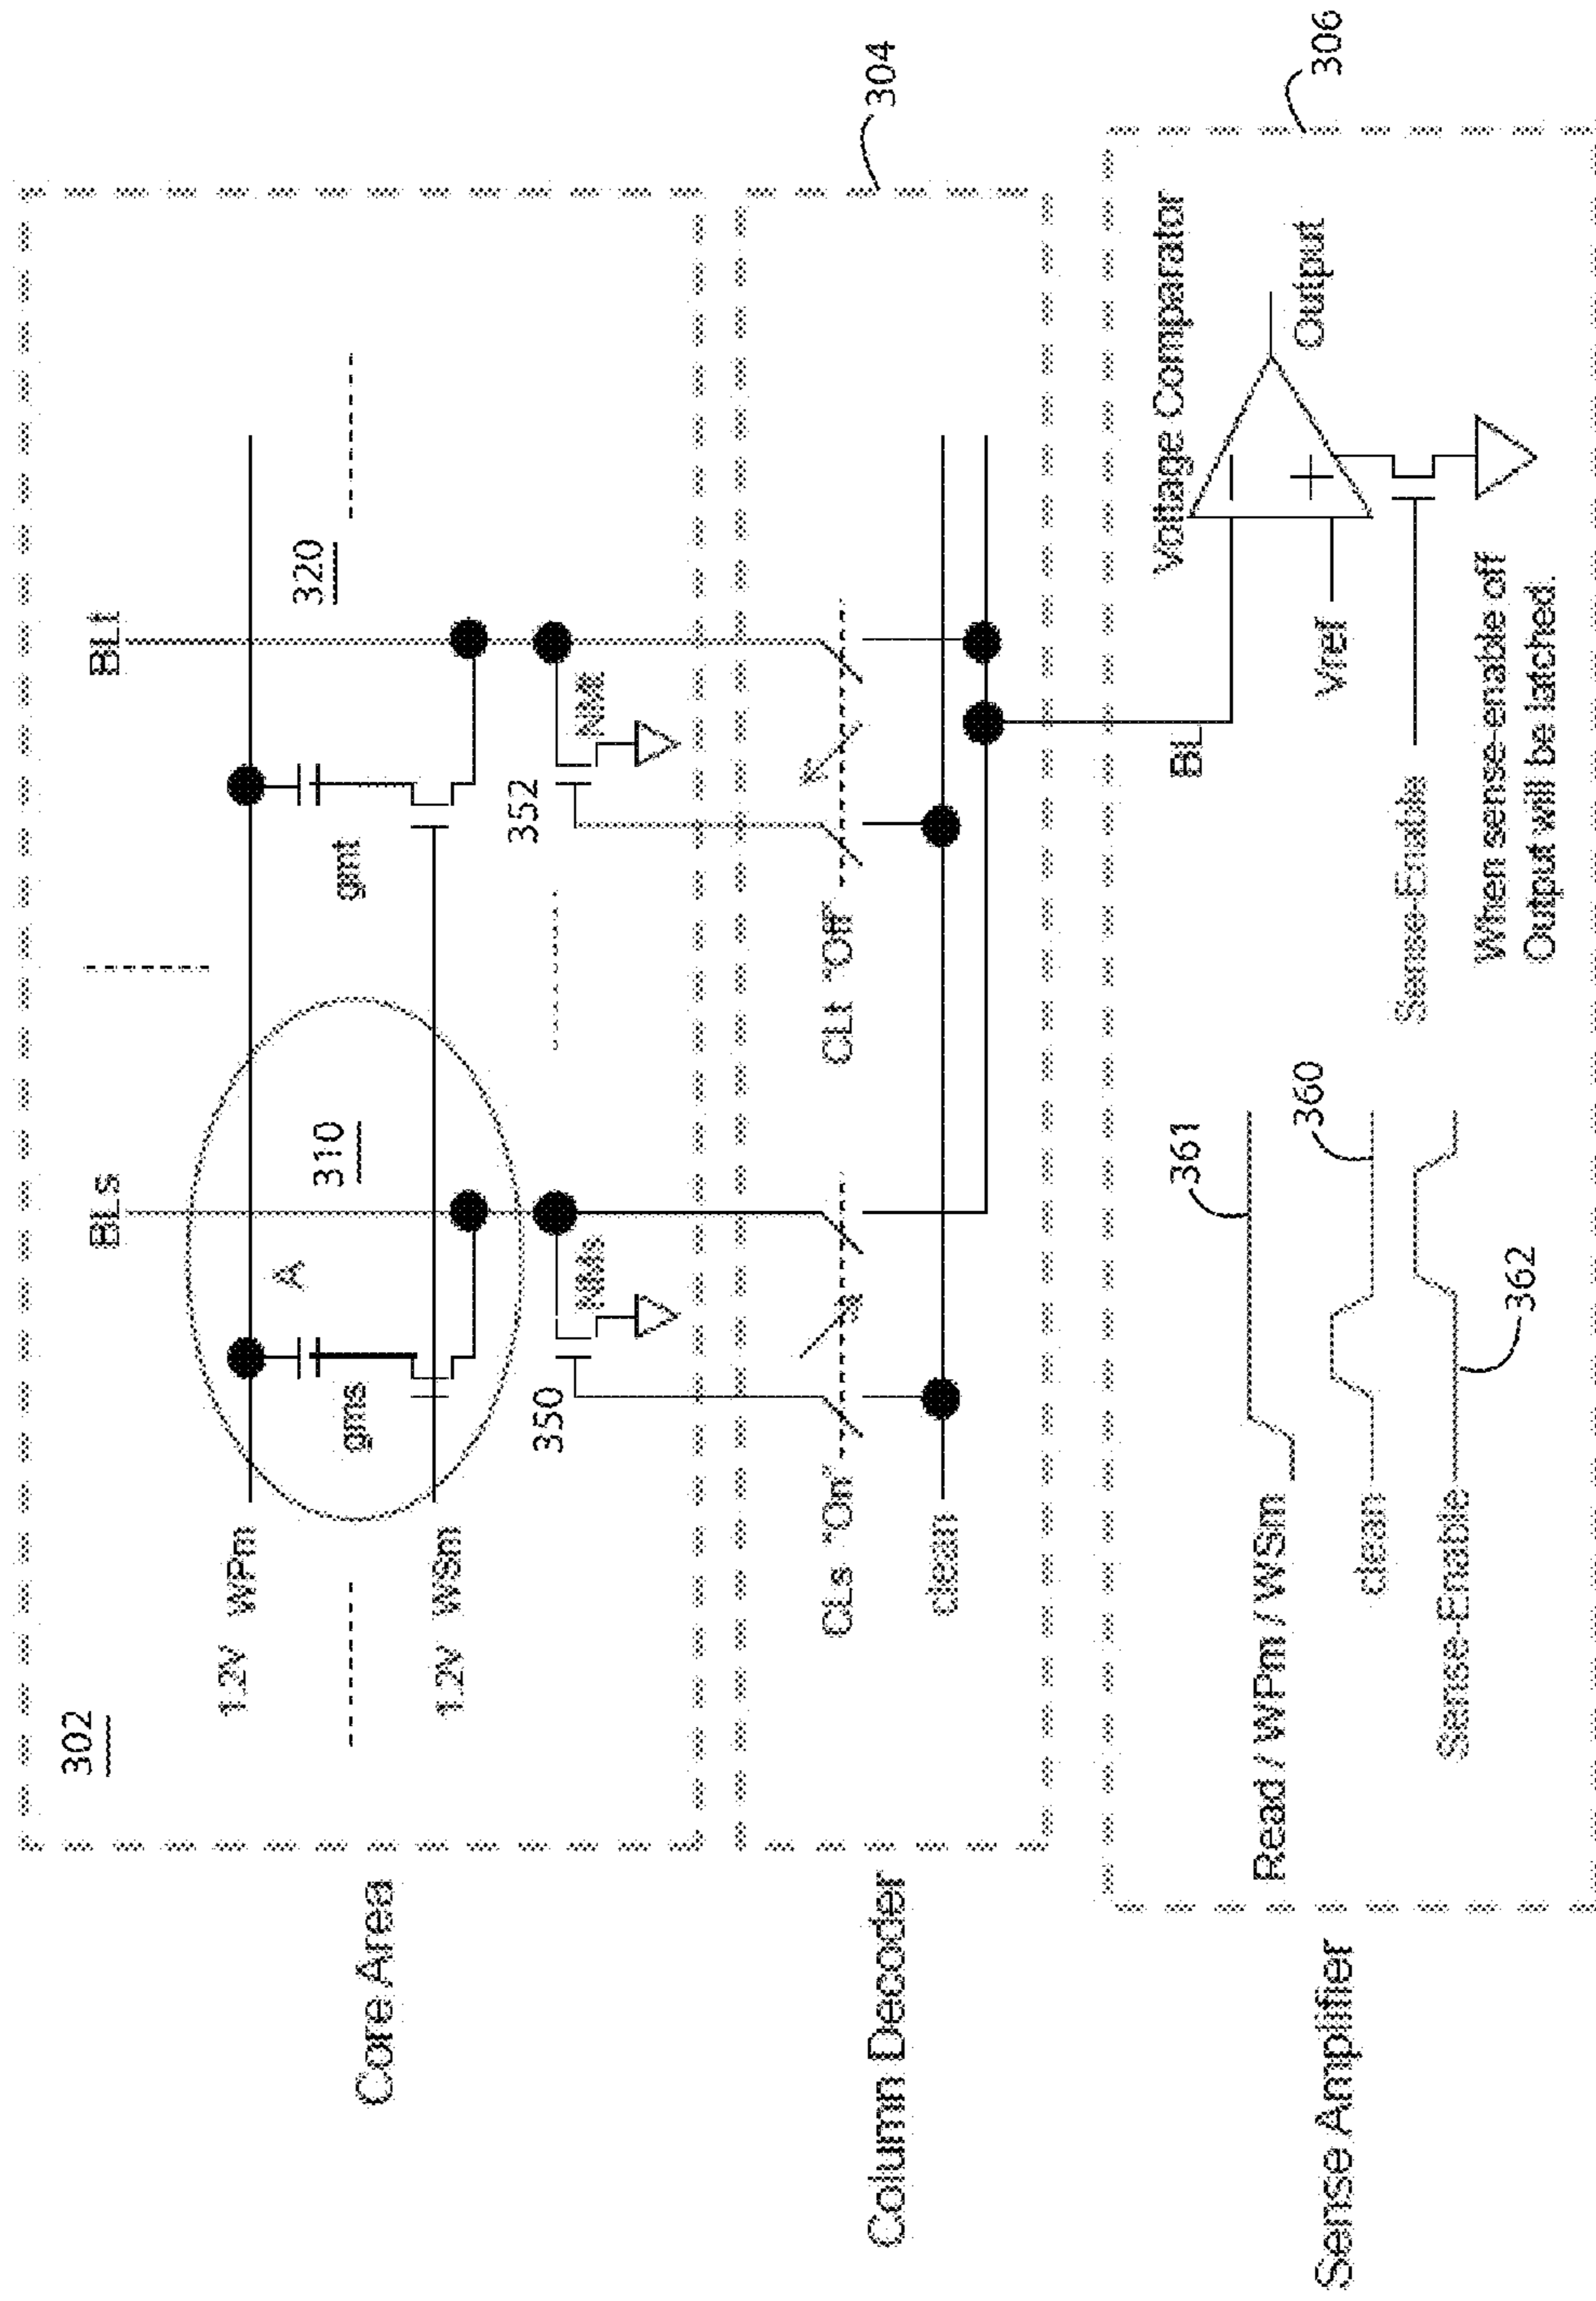 302
BLs
BLt
1.2V WPm
A
310
320
gms
gmt
1.2V WSm
350
NMs
352
NMt
Core Area
CLs "On"
CLt "Off"
304
clean
Column Decoder
306
Read / WPm / WSm
361
clean
360
Sense-Enable
362
BL
Voltage Comparator
−
+
Vref
Output
Sense-Enable
When sense-enable off
Output will be latched.
Sense Amplifier